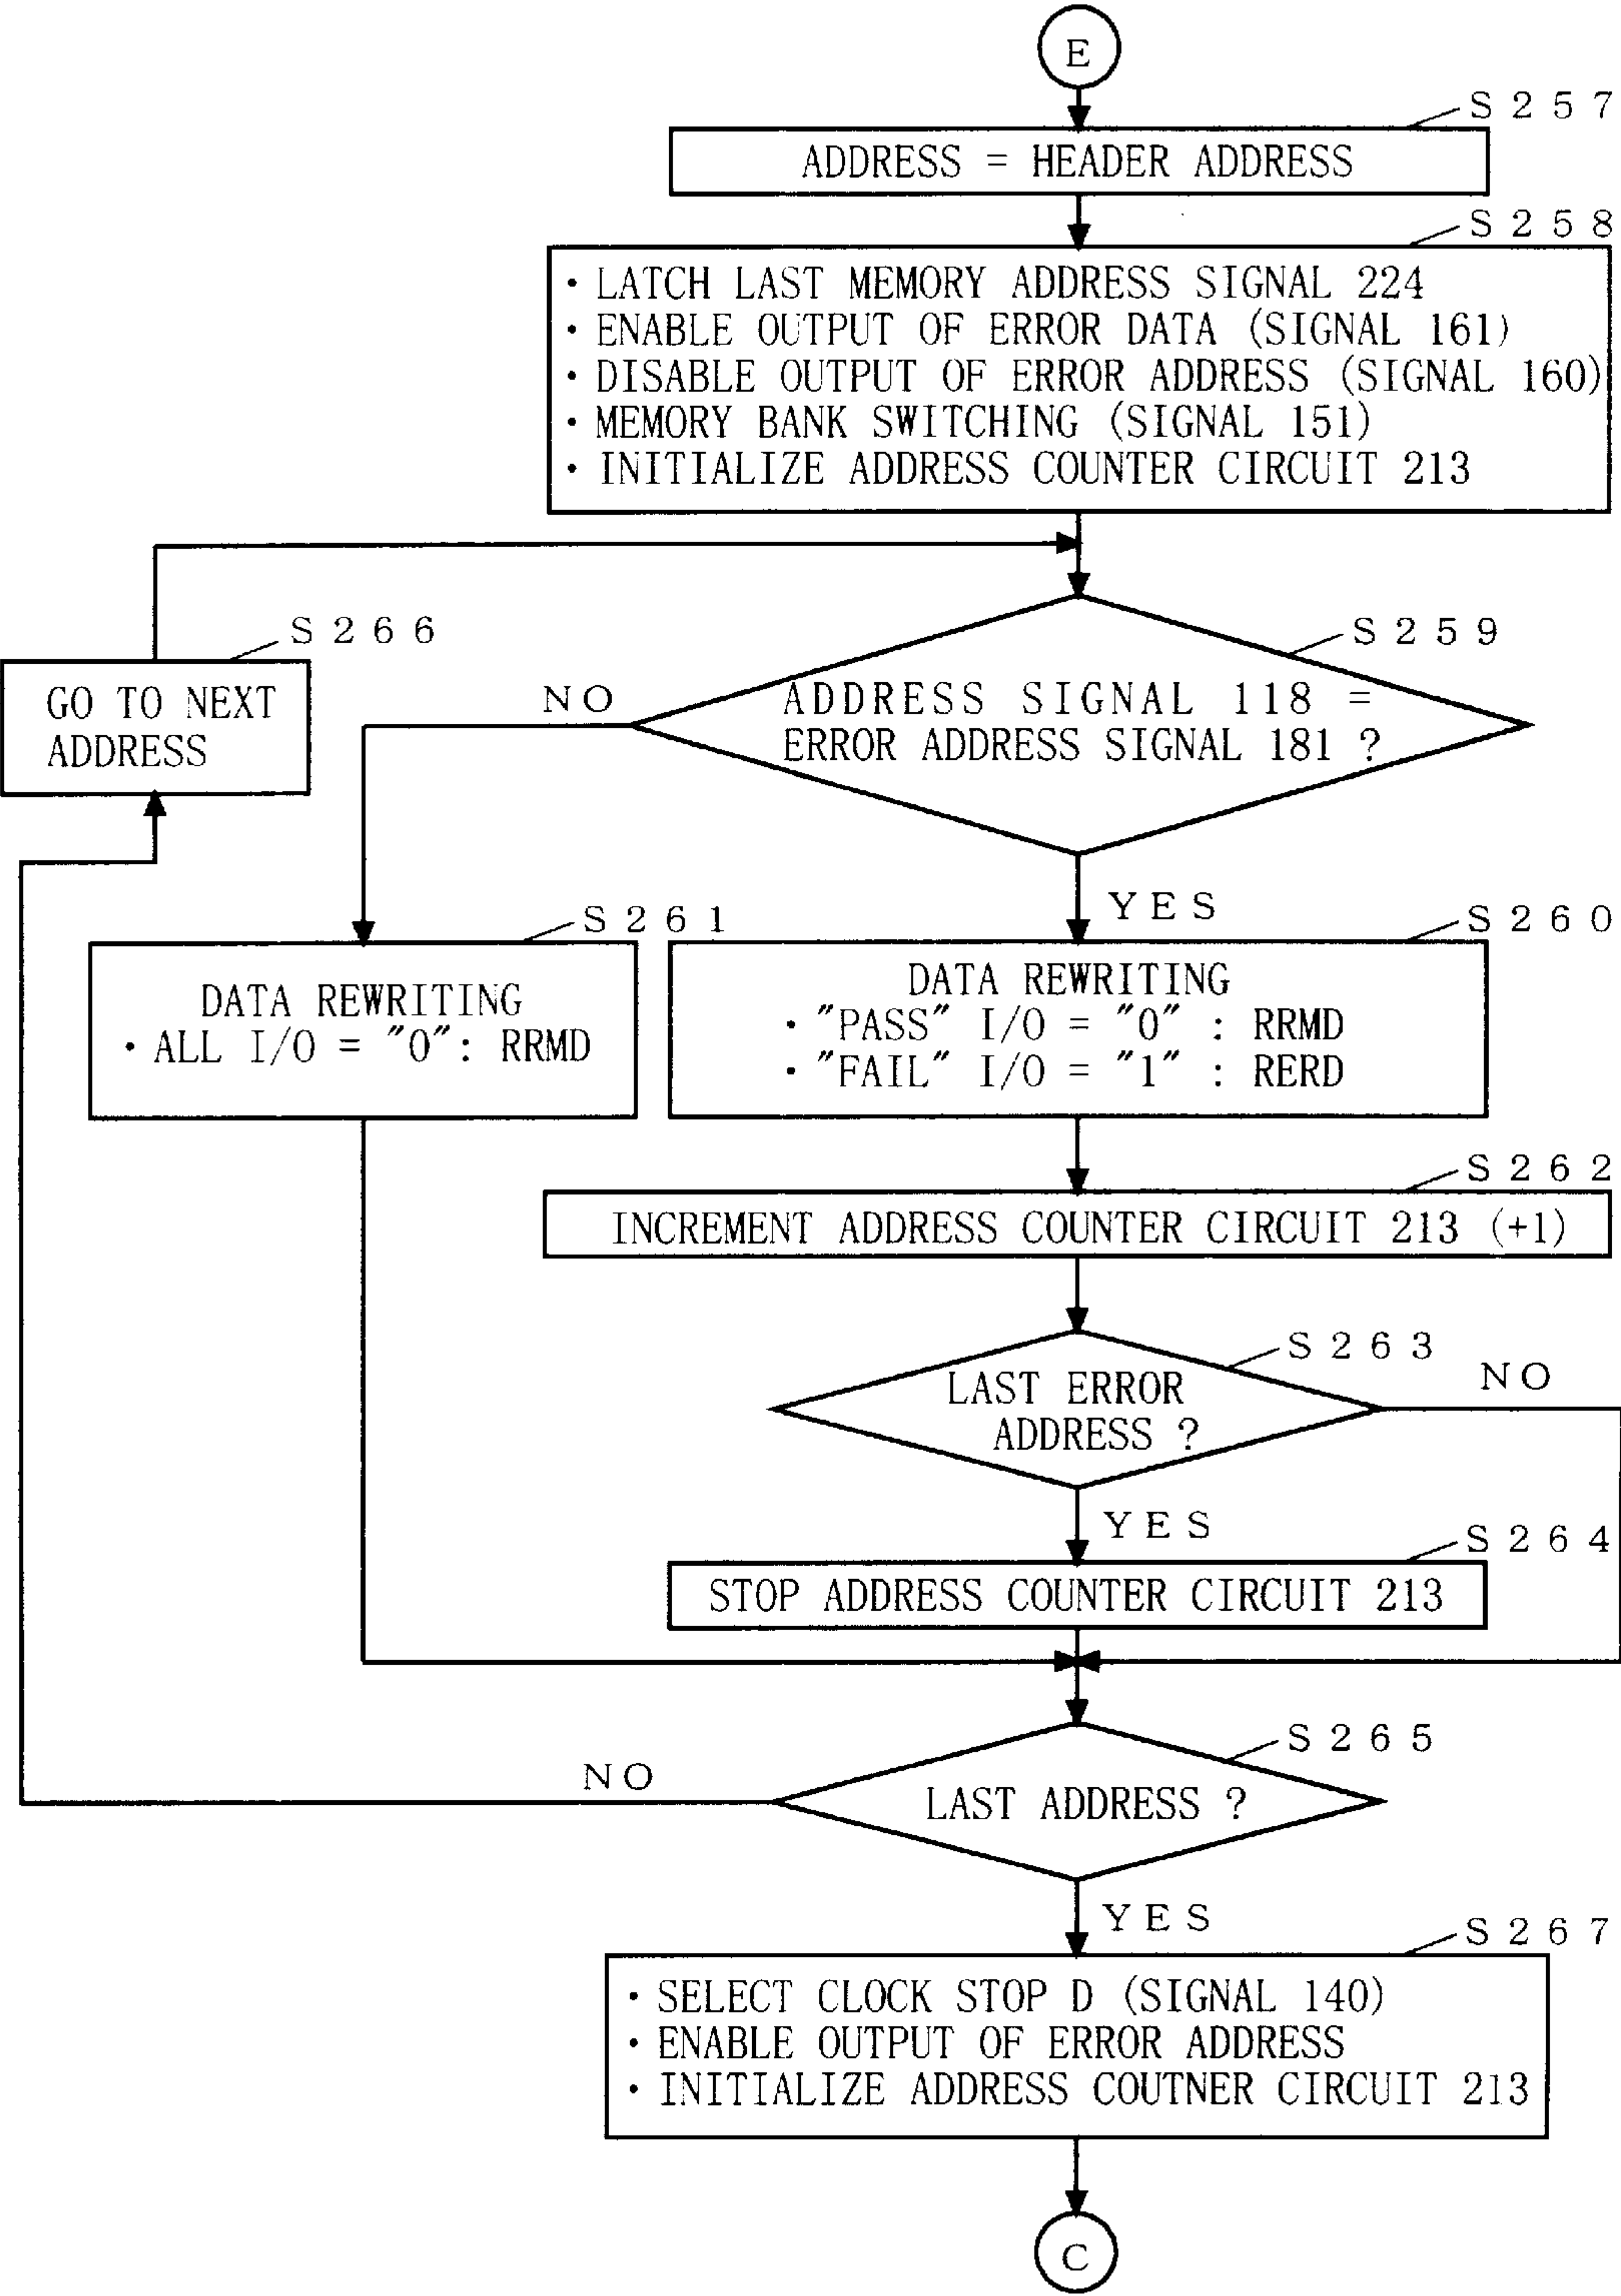 E
S257
ADDRESS = HEADER ADDRESS
S258
· LATCH LAST MEMORY ADDRESS SIGNAL 224
· ENABLE OUTPUT OF ERROR DATA (SIGNAL 161)
· DISABLE OUTPUT OF ERROR ADDRESS (SIGNAL 160)
· MEMORY BANK SWITCHING (SIGNAL 151)
· INITIALIZE ADDRESS COUNTER CIRCUIT 213
S266
GO TO NEXT
ADDRESS
S259
NO
ADDRESS SIGNAL 118 =
ERROR ADDRESS SIGNAL 181 ?
YES
S261
DATA REWRITING
· ALL I/O = "0": RRMD
S260
DATA REWRITING
· "PASS" I/O = "0" : RRMD
· "FAIL" I/O = "1" : RERD
S262
INCREMENT ADDRESS COUNTER CIRCUIT 213 (+1)
S263
LAST ERROR
ADDRESS ?
NO
YES
S264
STOP ADDRESS COUNTER CIRCUIT 213
S265
NO
LAST ADDRESS ?
YES
S267
· SELECT CLOCK STOP D (SIGNAL 140)
· ENABLE OUTPUT OF ERROR ADDRESS
· INITIALIZE ADDRESS COUTNER CIRCUIT 213
C